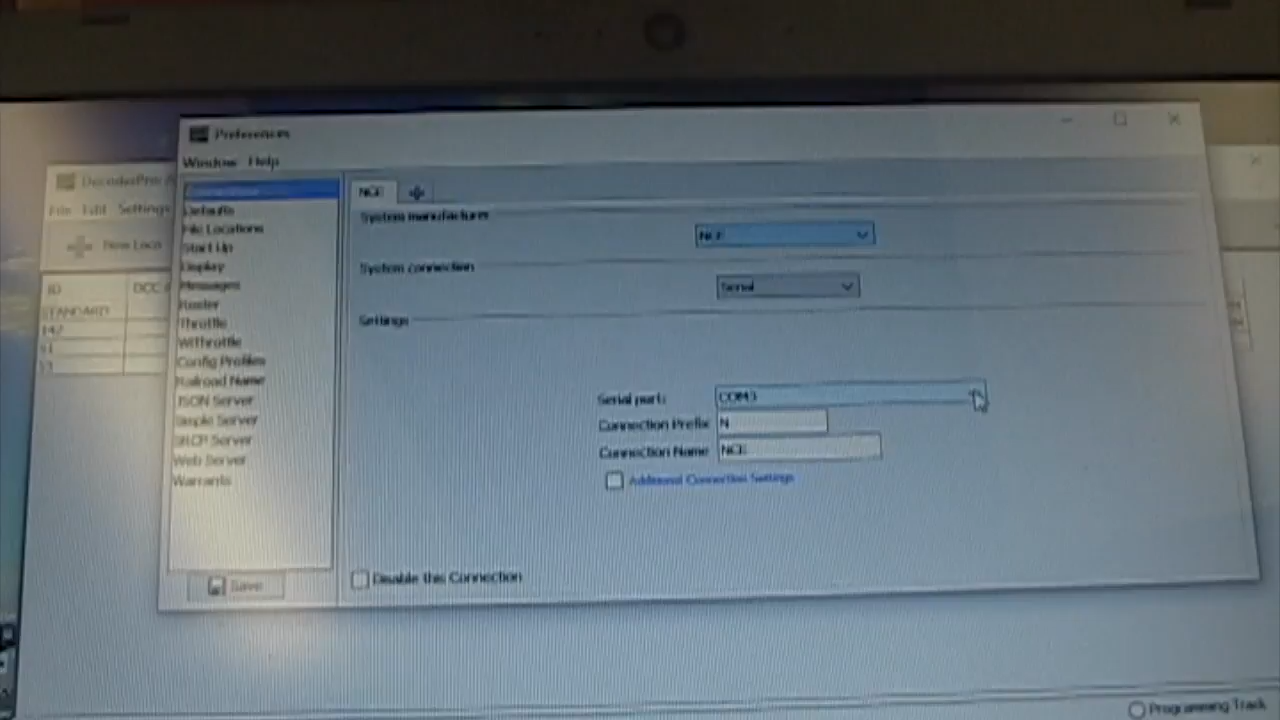 Preferences
Window Help
DecoderPro
File Edit Settings
New Loco
ID DCC
STANDARD
Connections
Defaults
File Locations
Start Up
Display
Messages
Roster
Throttle
WiThrottle
Config Profiles
Railroad Name
JSON Server
Simple Server
SRCP Server
Web Server
Warrants
Save
NCE
System manufacturer
NCE
System connection
Serial
Settings
Serial port: COM3
Connection Prefix N
Connection Name NCE
Additional Connection Settings
Disable this Connection
Programming Track